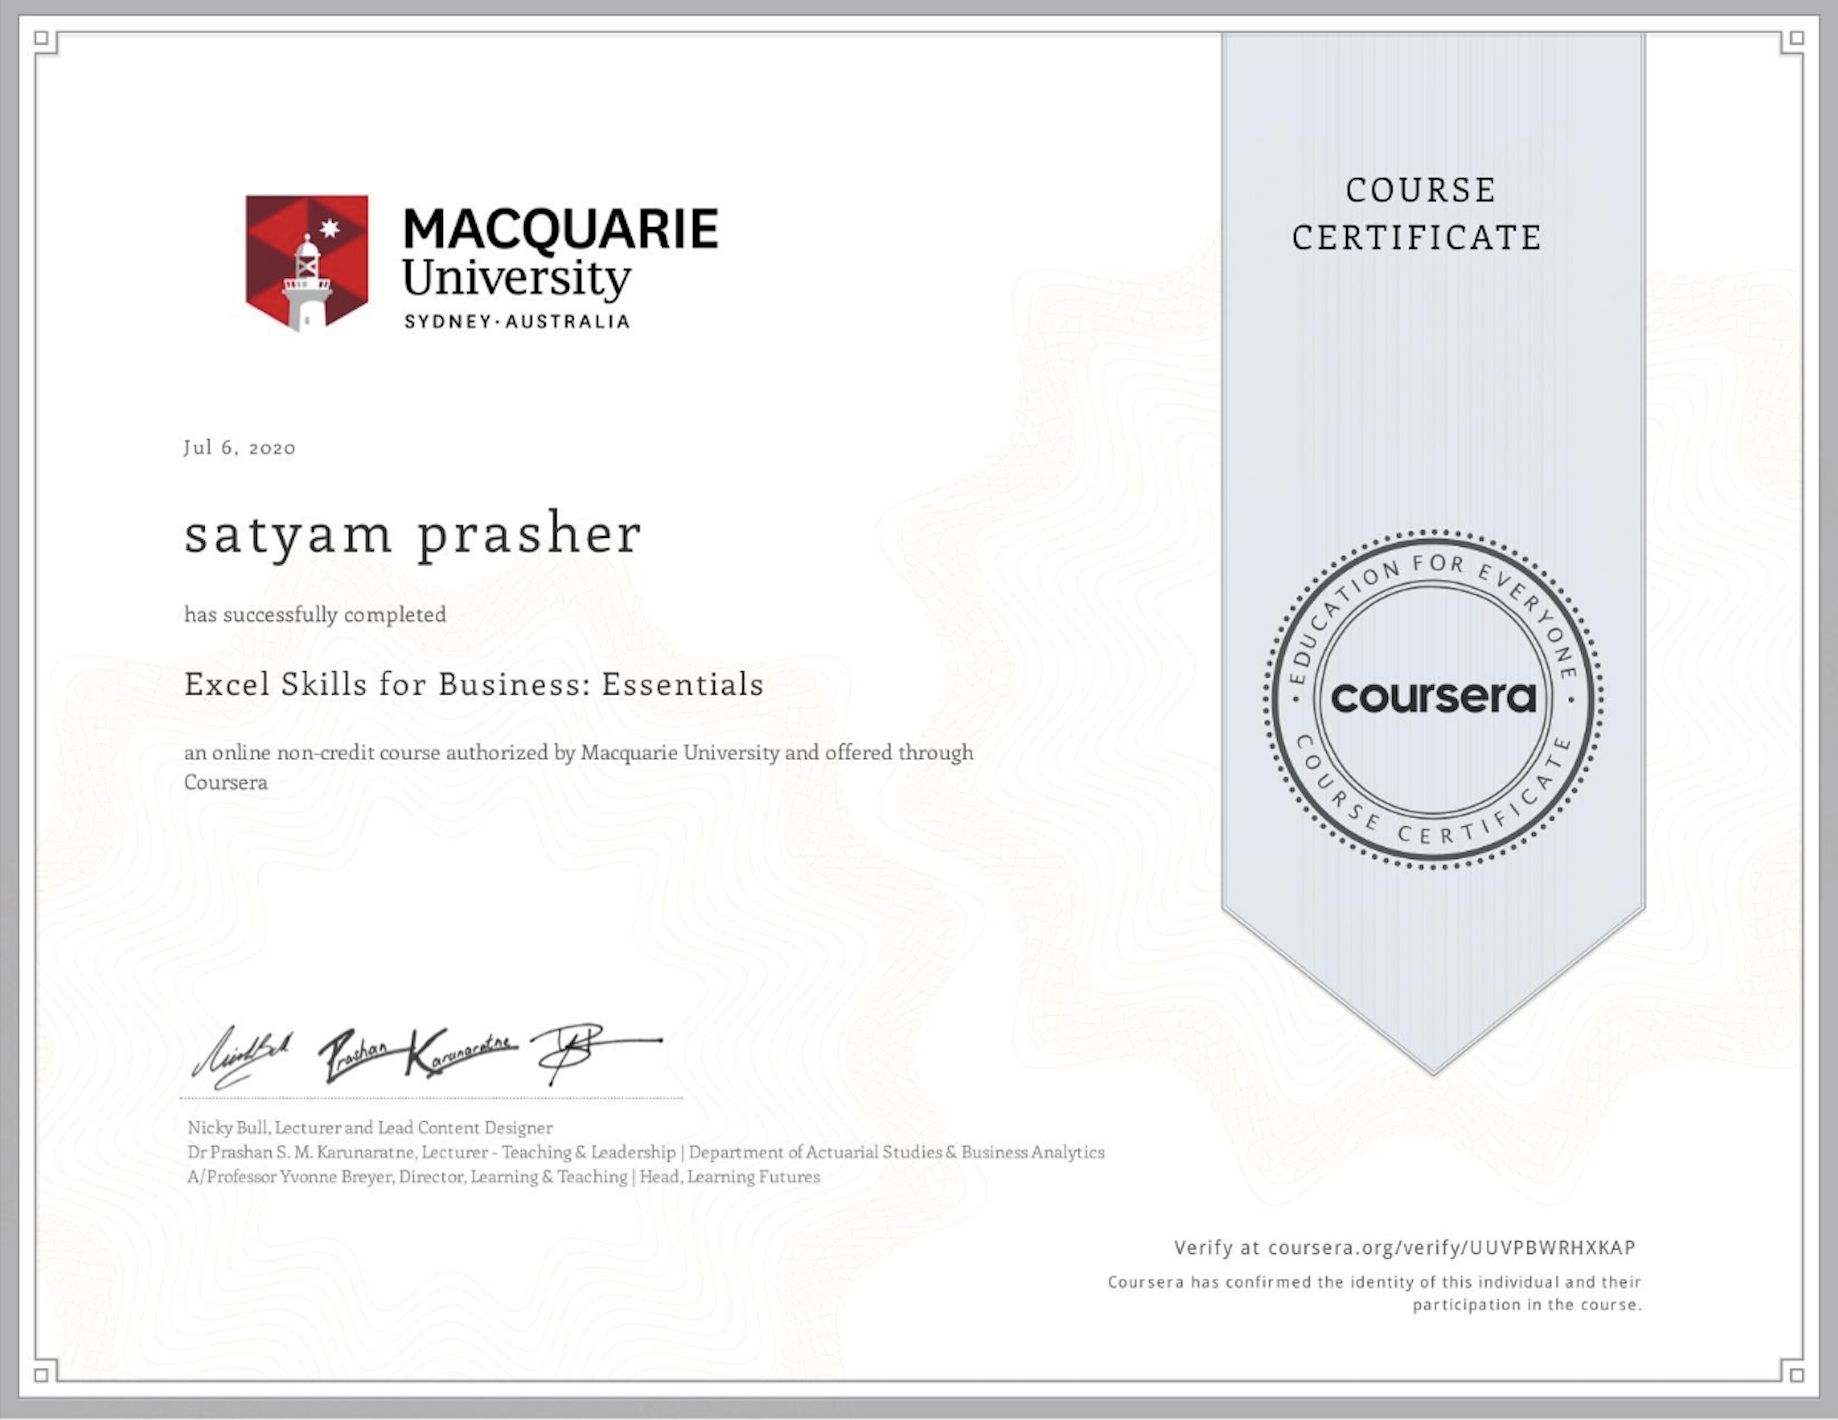 MACQUARIE
University
SYDNEY·AUSTRALIA
COURSE
CERTIFICATE
Jul 6, 2020
satyam prasher
has successfully completed
Excel Skills for Business: Essentials
an online non-credit course authorized by Macquarie University and offered through
Coursera
EDUCATION FOR EVERYONE
coursera
COURSE CERTIFICATE
Prashan Karunaratne
Nicky Bull, Lecturer and Lead Content Designer
Dr Prashan S. M. Karunaratne, Lecturer - Teaching & Leadership | Department of Actuarial Studies & Business Analytics
A/Professor Yvonne Breyer, Director, Learning & Teaching | Head, Learning Futures
Verify at coursera.org/verify/UUVPBWRHXKAP
Coursera has confirmed the identity of this individual and their
participation in the course.